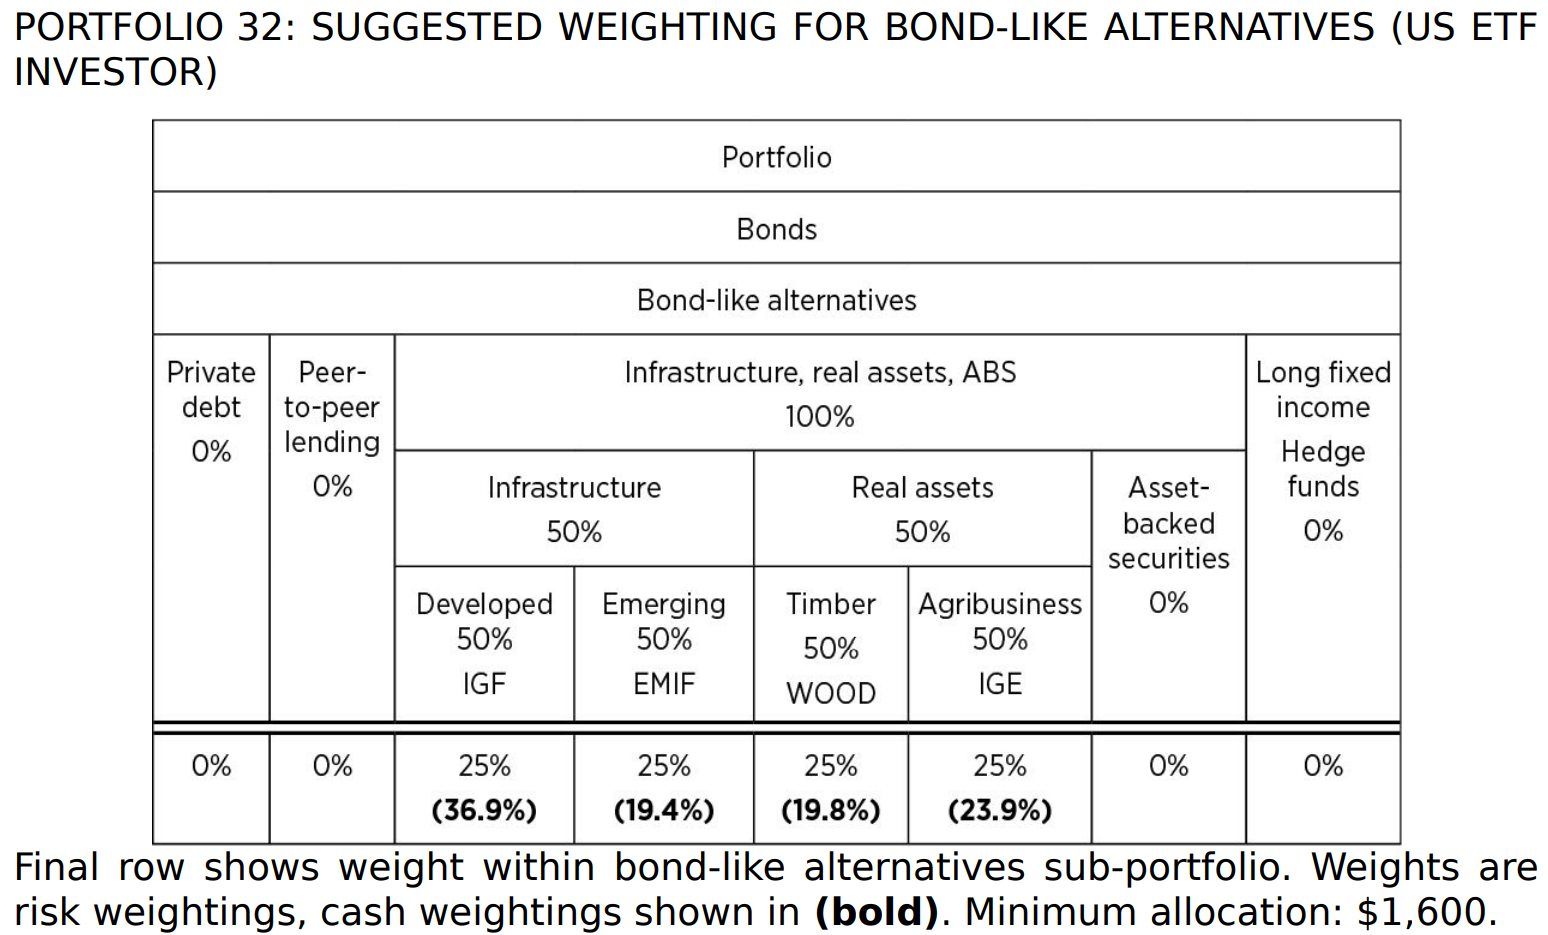 PORTFOLIO 32: SUGGESTED WEIGHTING FOR BOND-LIKE ALTERNATIVES (US ETF
INVESTOR)
Portfolio
Bonds
Bond-like alternatives
Private
debt
0%
Peer-
to-peer
lending
0%
Infrastructure, real assets, ABS
100%
Infrastructure
50%
Developed
50%
IGF
Emerging
50%
EMIF
Real assets
50%
Timber
50%
WOOD
Agribusiness
50%
IGE
Asset-
backed
securities
0%
Long fixed
income
Hedge
funds
0%
0%
0%
25%
(36.9%)
25%
(19.4%)
25%
(19.8%)
25%
(23.9%)
0%
0%
Final row shows weight within bond-like alternatives sub-portfolio. Weights are
risk weightings, cash weightings shown in (bold). Minimum allocation: $1,600.